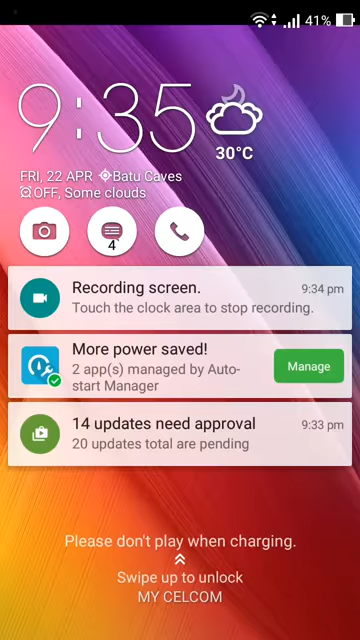 41%
9:35
30°C
FRI, 22 APR Batu Caves
OFF, Some clouds
4
Recording screen. 9:34 pm
Touch the clock area to stop recording.
More power saved!
2 app(s) managed by Auto-
start Manager
Manage
14 updates need approval 9:33 pm
20 updates total are pending
Please don't play when charging.
Swipe up to unlock
MY CELCOM